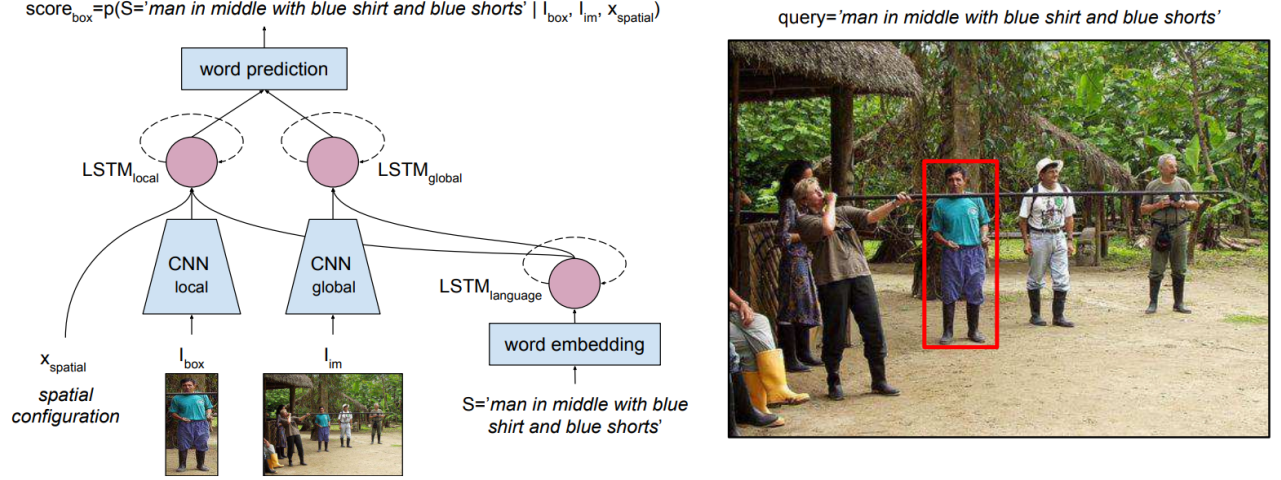 score_box=p(S='man in middle with blue shirt and blue shorts' | I_box, I_im, x_spatial)
word prediction
LSTM_local
LSTM_global
CNN
local
CNN
global
LSTM_language
word embedding
x_spatial
spatial
configuration
I_box
I_im
S='man in middle with blue
shirt and blue shorts'
query='man in middle with blue shirt and blue shorts'